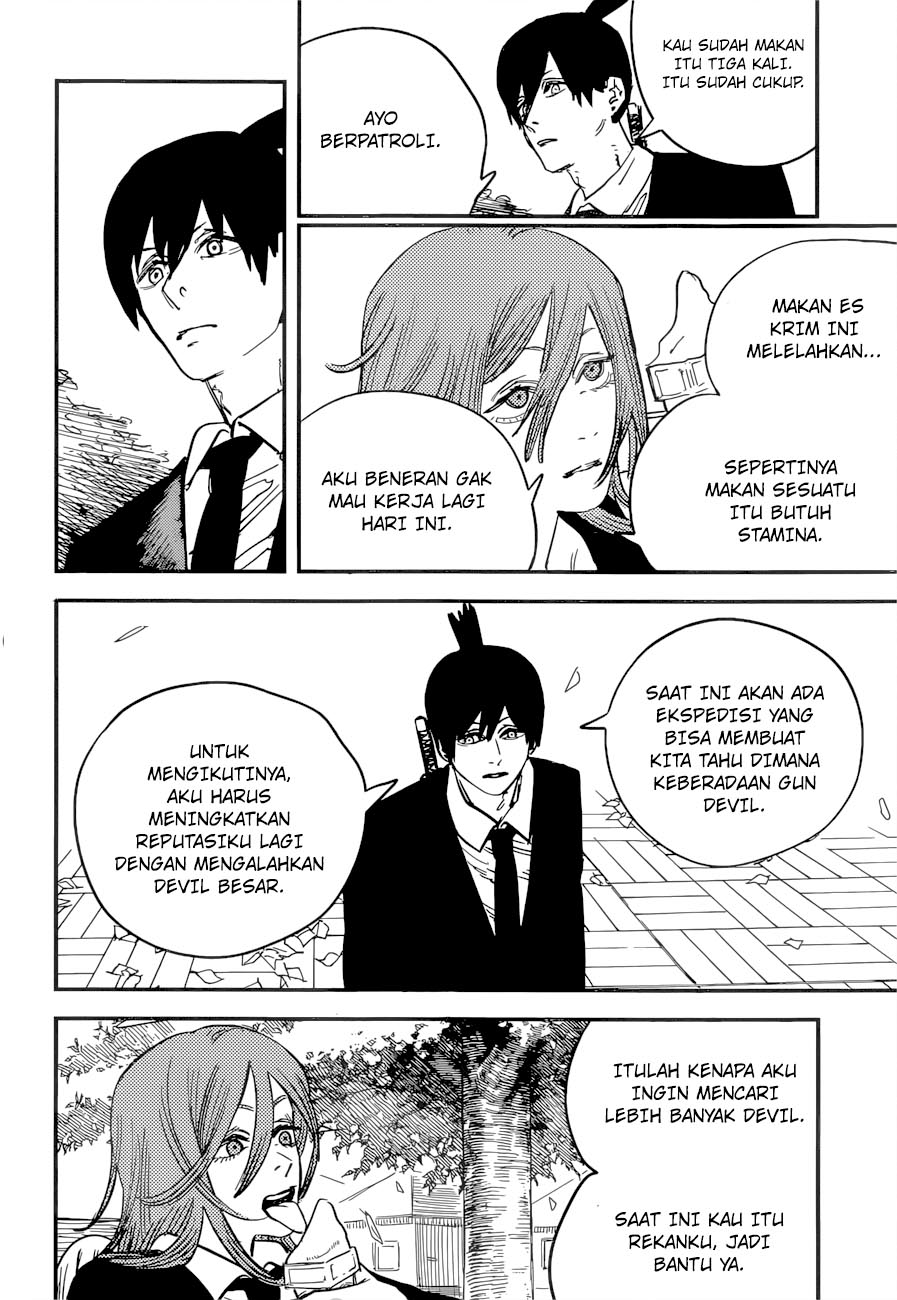 KAU SUDAH MAKAN
ITU TIGA KALI.
ITU SUDAH CUKUP.
AYO
BERPATROLI.
MAKAN ES
KRIM INI
MELELAHKAN...
SEPERTINYA
MAKAN SESUATU
ITU BUTUH
STAMINA.
AKU BENERAN GAK
MAU KERJA LAGI
HARI INI.
SAAT INI AKAN ADA
EKSPEDISI YANG
BISA MEMBUAT
KITA TAHU DIMANA
KEBERADAAN GUN
DEVIL.
UNTUK
MENGIKUTINYA,
AKU HARUS
MENINGKATKAN
REPUTASIKU LAGI
DENGAN MENGALAHKAN
DEVIL BESAR.
ITULAH KENAPA AKU
INGIN MENCARI
LEBIH BANYAK DEVIL.
SAAT INI KAU ITU
REKANKU, JADI
BANTU YA.